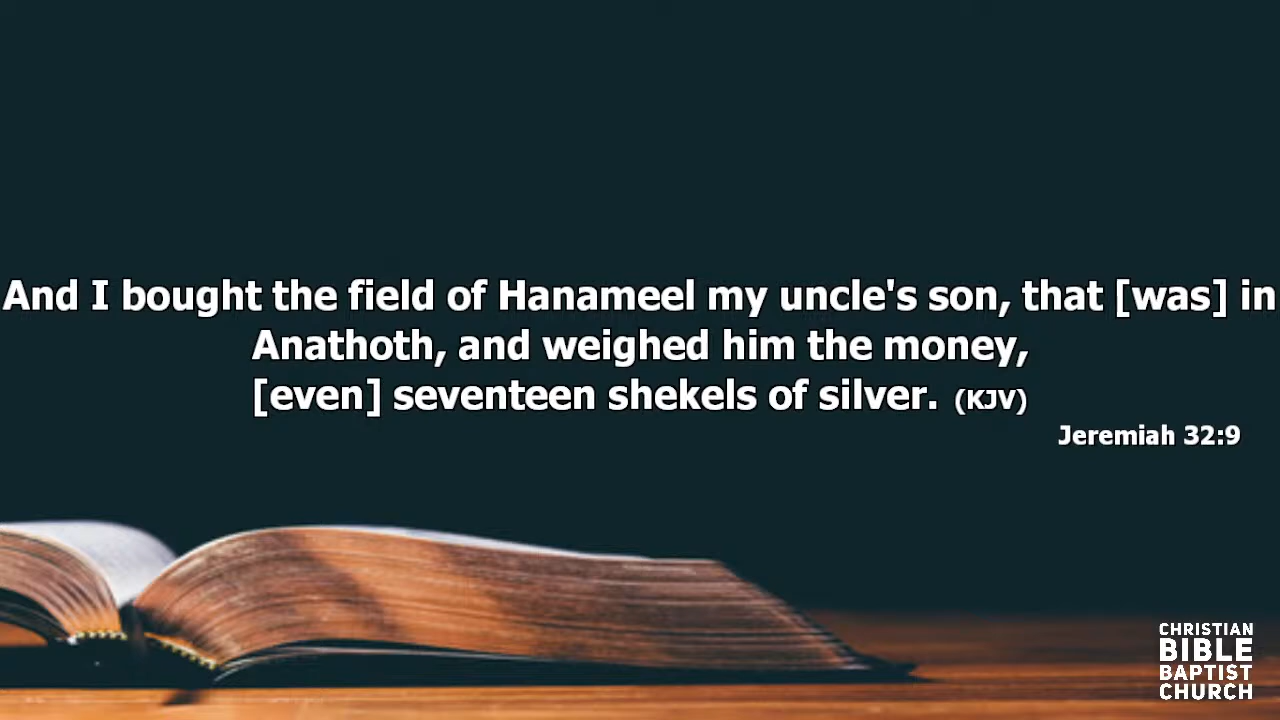 And I bought the field of Hanameel my uncle's son, that [was] in
Anathoth, and weighed him the money,
[even] seventeen shekels of silver. (KJV)
Jeremiah 32:9
CHRISTIAN
BIBLE
BAPTIST
CHURCH